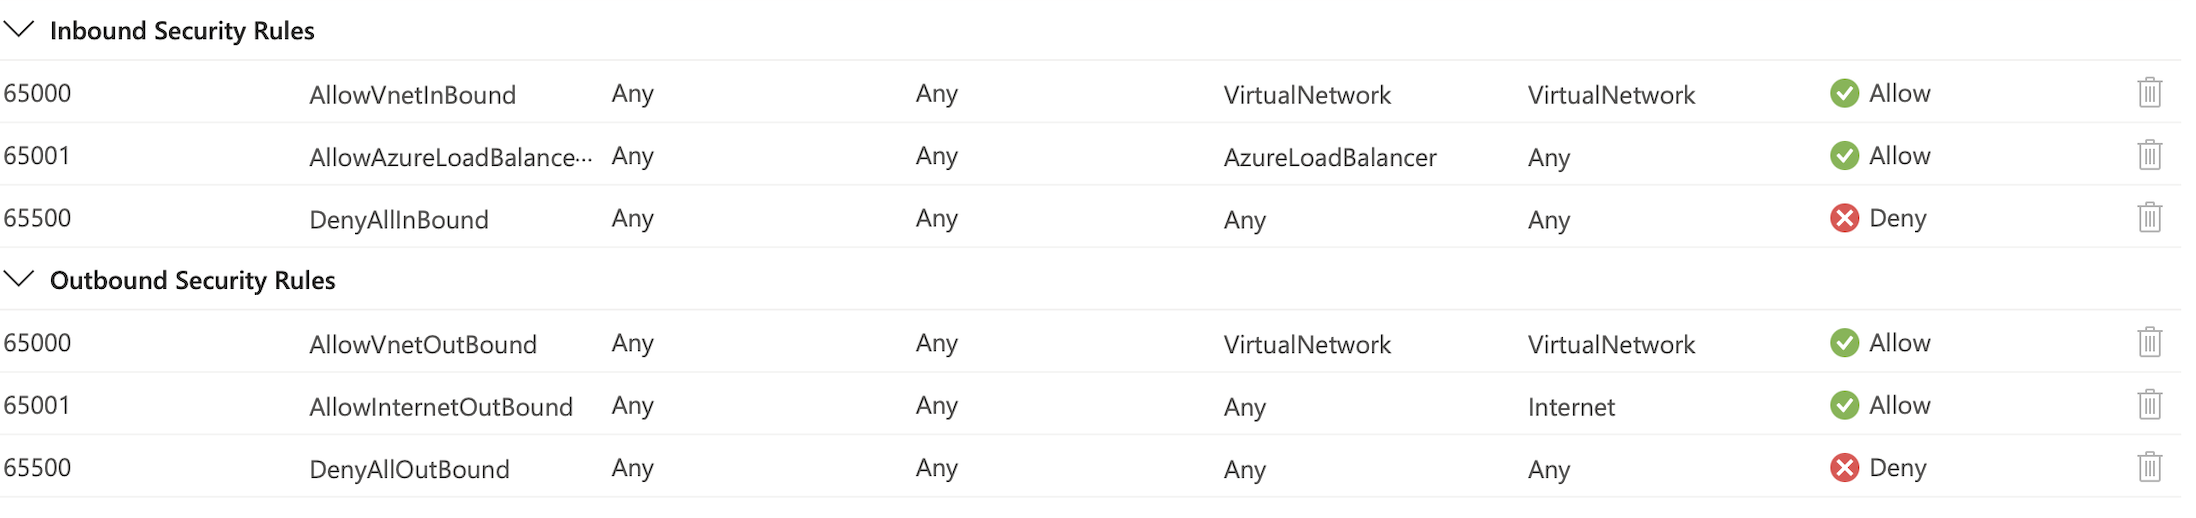 Inbound Security Rules
65000 AllowVnetInBound Any Any VirtualNetwork VirtualNetwork Allow
65001 AllowAzureLoadBalance··· Any Any AzureLoadBalancer Any Allow
65500 DenyAllInBound Any Any Any Any Deny
Outbound Security Rules
65000 AllowVnetOutBound Any Any VirtualNetwork VirtualNetwork Allow
65001 AllowInternetOutBound Any Any Any Internet Allow
65500 DenyAllOutBound Any Any Any Any Deny